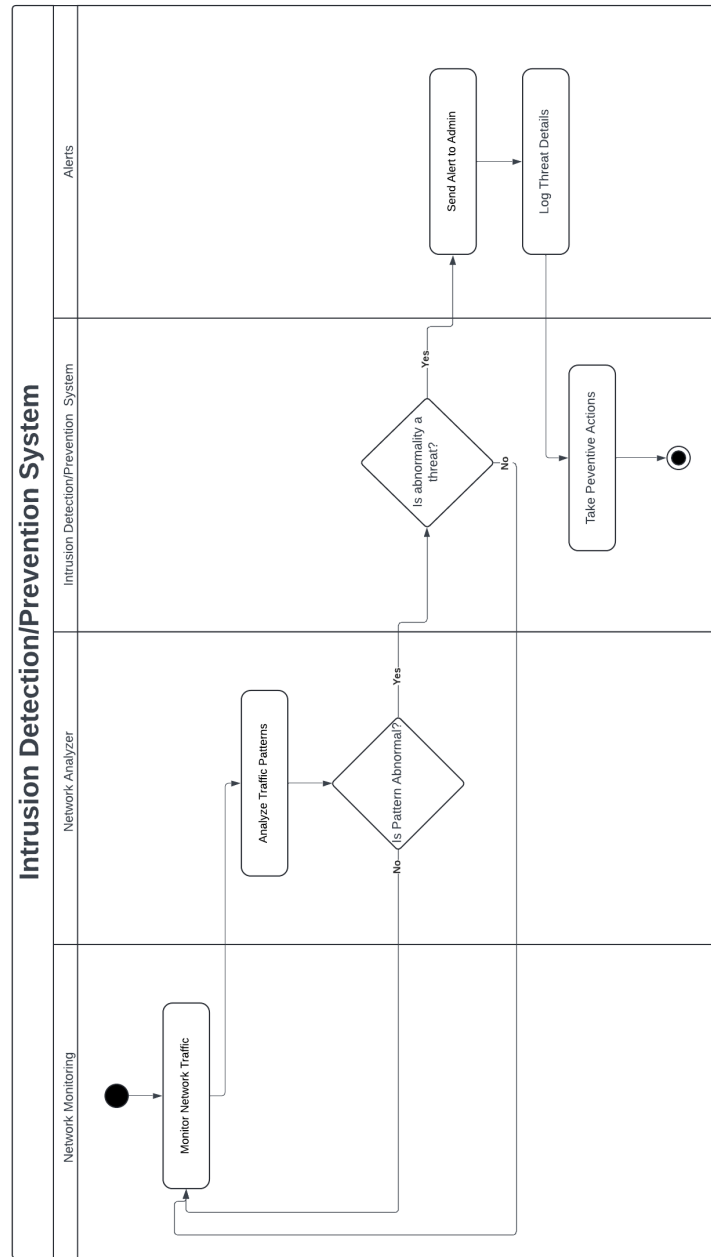 Intrusion Detection/Prevention System
Network Monitoring
Network Analyzer
Intrusion Detection/Prevention System
Alerts
Monitor Network Traffic
Analyze Traffic Patterns
Is Pattern Abnormal?
No
Yes
Is abnormality a
threat?
Yes
No
Send Alert to Admin
Log Threat Details
Take Peventive Actions